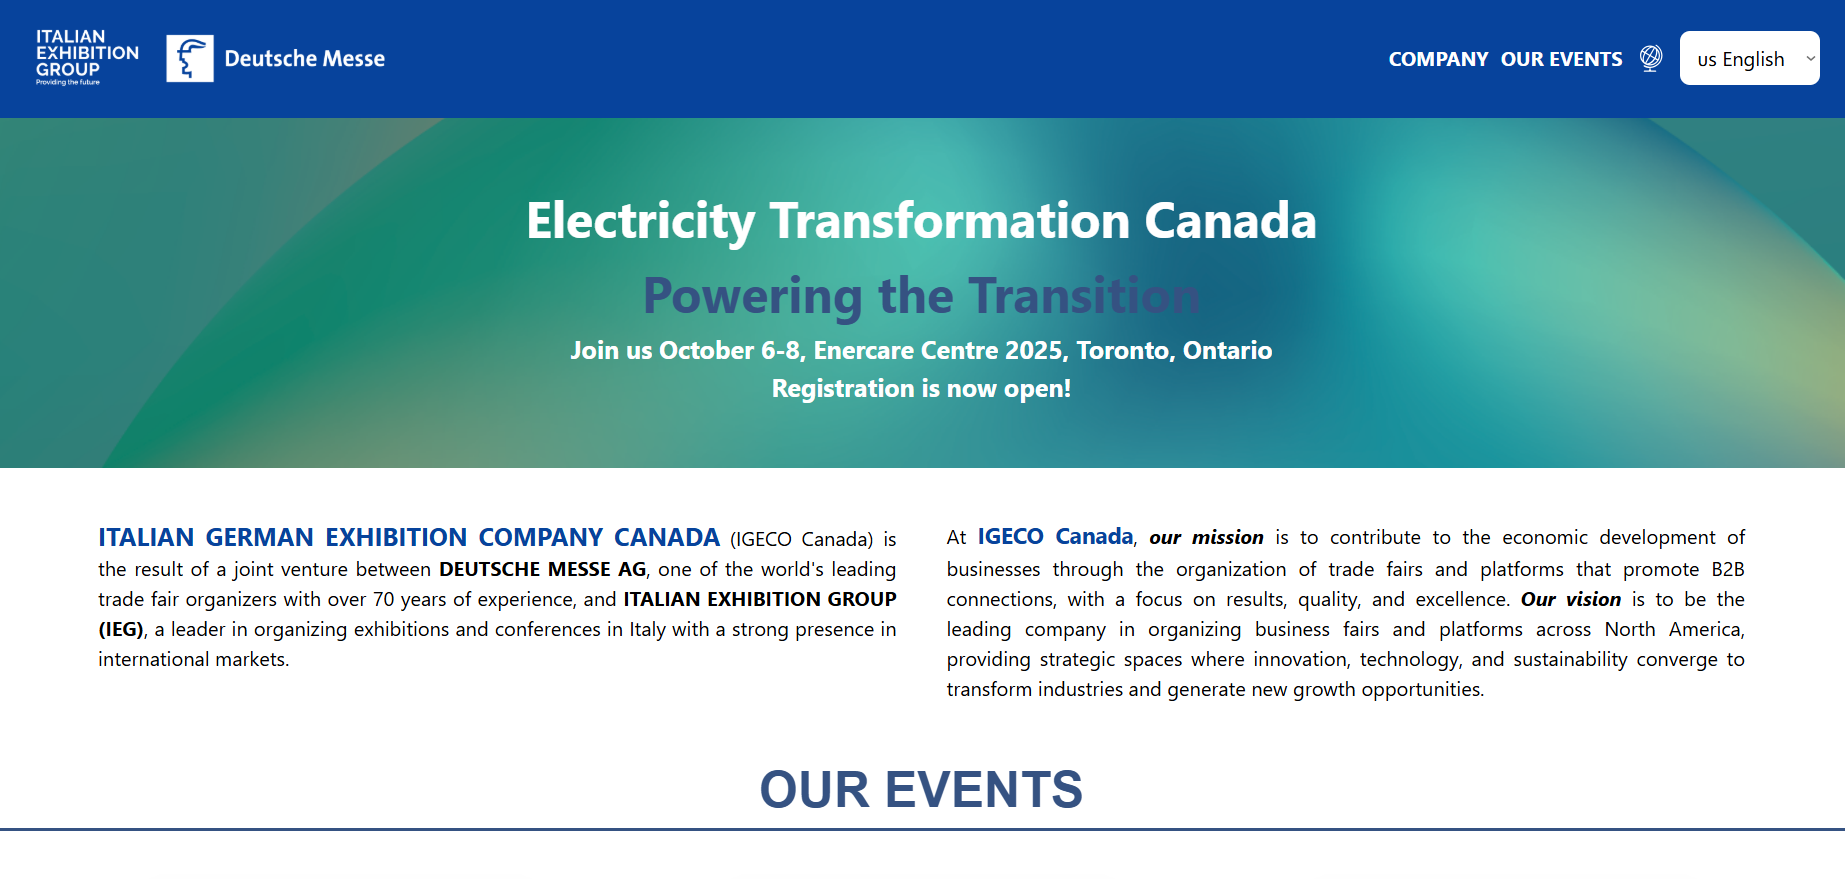 ITALIAN
EXHIBITION
GROUP
Providing the future
Deutsche Messe
COMPANY OUR EVENTS
us English
Electricity Transformation Canada
Powering the Transition
Join us October 6-8, Enercare Centre 2025, Toronto, Ontario
Registration is now open!
ITALIAN GERMAN EXHIBITION COMPANY CANADA (IGECO Canada) is
the result of a joint venture between DEUTSCHE MESSE AG, one of the world's leading
trade fair organizers with over 70 years of experience, and ITALIAN EXHIBITION GROUP
(IEG), a leader in organizing exhibitions and conferences in Italy with a strong presence in
international markets.
At IGECO Canada, our mission is to contribute to the economic development of
businesses through the organization of trade fairs and platforms that promote B2B
connections, with a focus on results, quality, and excellence. Our vision is to be the
leading company in organizing business fairs and platforms across North America,
providing strategic spaces where innovation, technology, and sustainability converge to
transform industries and generate new growth opportunities.
OUR EVENTS